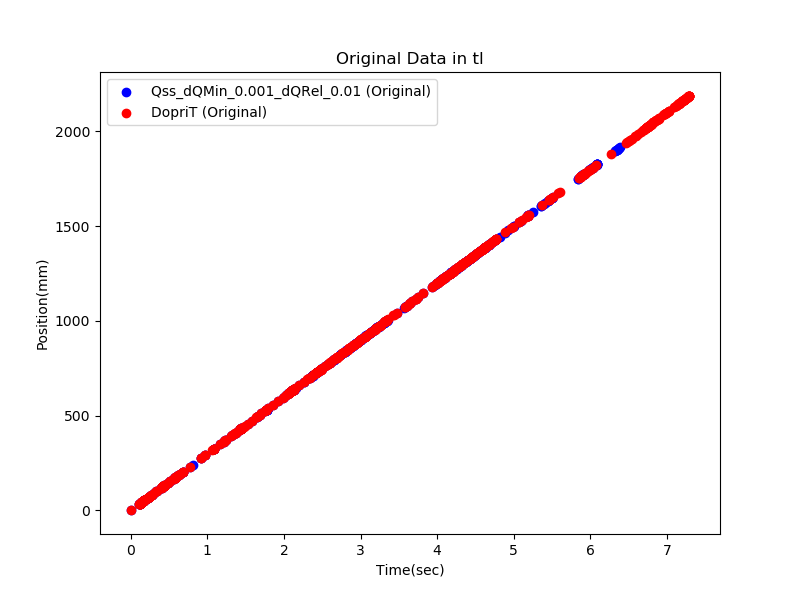 Original Data in tl
Qss_dQMin_0.001_dQRel_0.01 (Original)
DopriT (Original)
2000
1500
1000
500
0
Position(mm)
0 1 2 3 4 5 6 7
Time(sec)